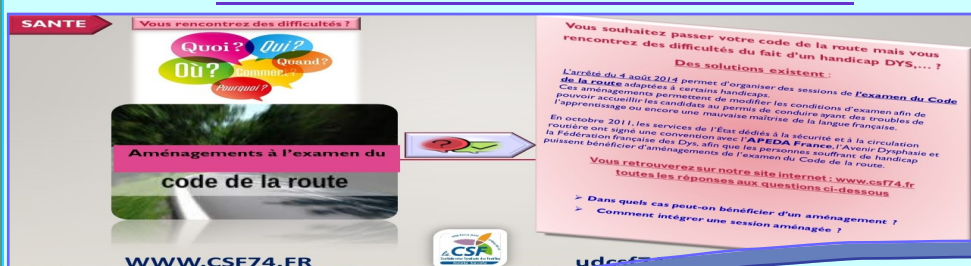 SANTE
Vous rencontrez des difficultés ?
Quoi ?
Qui ?
Quand ?
Où ?
Comment ?
Pourquoi ?
Aménagements à l'examen du
code de la route
WWW.CSF74.FR
CSF
Vous souhaitez passer votre code de la route mais vous
rencontrez des difficultés du fait d'un handicap DYS,... ?
Des solutions existent :
L'arrêté du 4 août 2014 permet d'organiser des sessions de l'examen du Code
de la route adaptées à certains handicaps.
Ces aménagements permettent de modifier les conditions d'examen afin de
pouvoir accueillir les candidats au permis de conduire ayant des troubles de
l'apprentissage ou encore une mauvaise maîtrise de la langue française.
En octobre 2011, les services de l'État dédiés à la sécurité et à la circulation
routière ont signé une convention avec l'APEDA France, l'Avenir Dysphasie et
la Fédération française des Dys, afin que les personnes souffrant de handicap
puissent bénéficier d'aménagements de l'examen du Code de la route.
Vous retrouverez sur notre site internet : www.csf74.fr
toutes les réponses aux questions ci-dessous
➢ Dans quels cas peut-on bénéficier d'un aménagement ?
➢ Comment intégrer une session aménagée ?